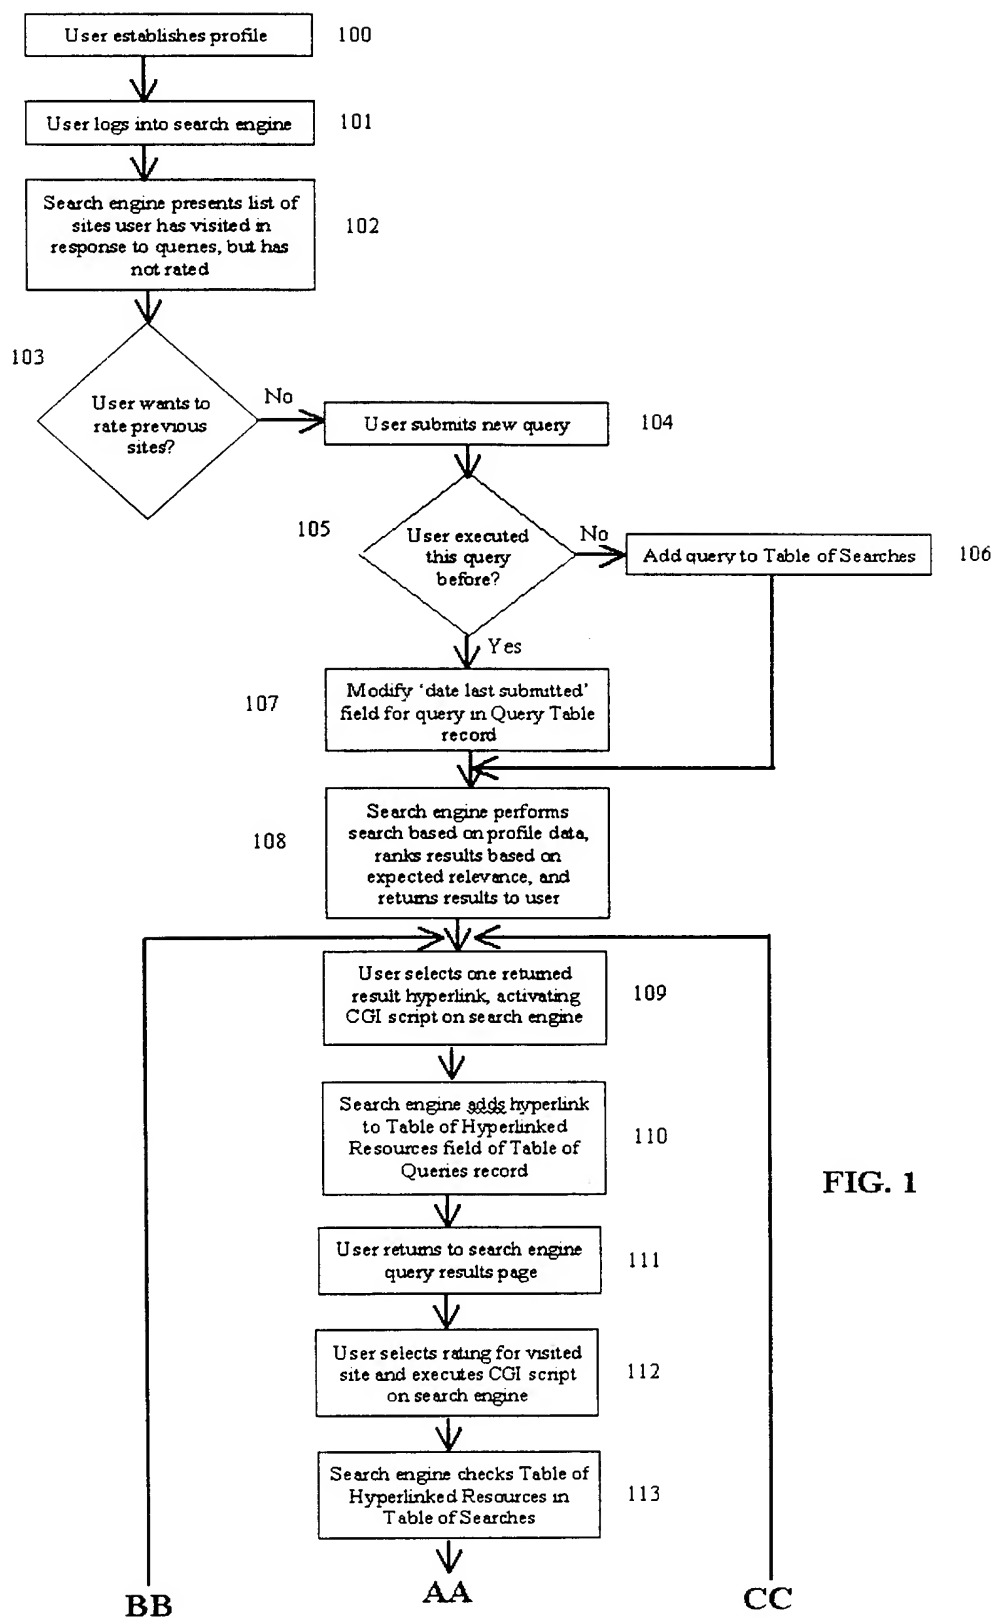 User establishes profile
100
User logs into search engine
101
Search engine presents list of
sites user has visited in
response to queries, but has
not rated
102
103
User wants to
rate previous
sites?
No
User submits new query
104
105
User executed
this query
before?
No
Add query to Table of Searches
106
Yes
107
Modify ‘date last submitted’
field for query in Query Table
record
108
Search engine performs
search based on profile data,
ranks results based on
expected relevance, and
returns results to user
User selects one returned
result hyperlink, activating
CGI script on search engine
109
Search engine adds hyperlink
to Table of Hyperlinked
Resources field of Table of
Queries record
110
FIG. 1
User returns to search engine
query results page
111
User selects rating for visited
site and executes CGI script
on search engine
112
Search engine checks Table of
Hyperlinked Resources in
Table of Searches
113
BB
AA
CC